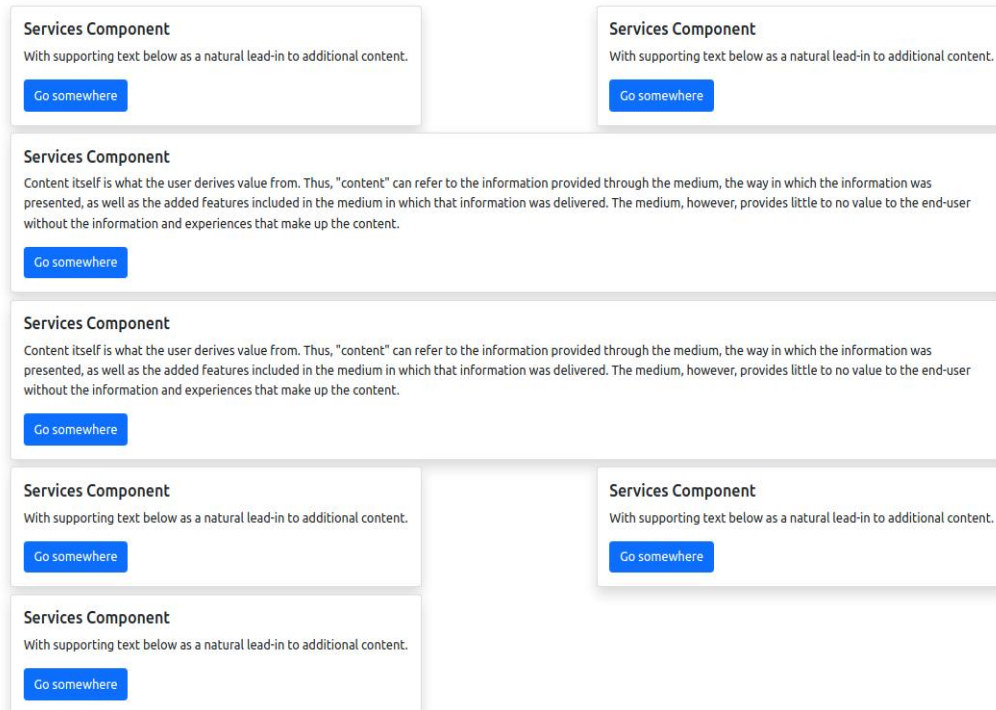 Services Component
With supporting text below as a natural lead-in to additional content.
Go somewhere
Services Component
With supporting text below as a natural lead-in to additional content.
Go somewhere
Services Component
Content itself is what the user derives value from. Thus, "content" can refer to the information provided through the medium, the way in which the information was
presented, as well as the added features included in the medium in which that information was delivered. The medium, however, provides little to no value to the end-user
without the information and experiences that make up the content.
Go somewhere
Services Component
Content itself is what the user derives value from. Thus, "content" can refer to the information provided through the medium, the way in which the information was
presented, as well as the added features included in the medium in which that information was delivered. The medium, however, provides little to no value to the end-user
without the information and experiences that make up the content.
Go somewhere
Services Component
With supporting text below as a natural lead-in to additional content.
Go somewhere
Services Component
With supporting text below as a natural lead-in to additional content.
Go somewhere
Services Component
With supporting text below as a natural lead-in to additional content.
Go somewhere